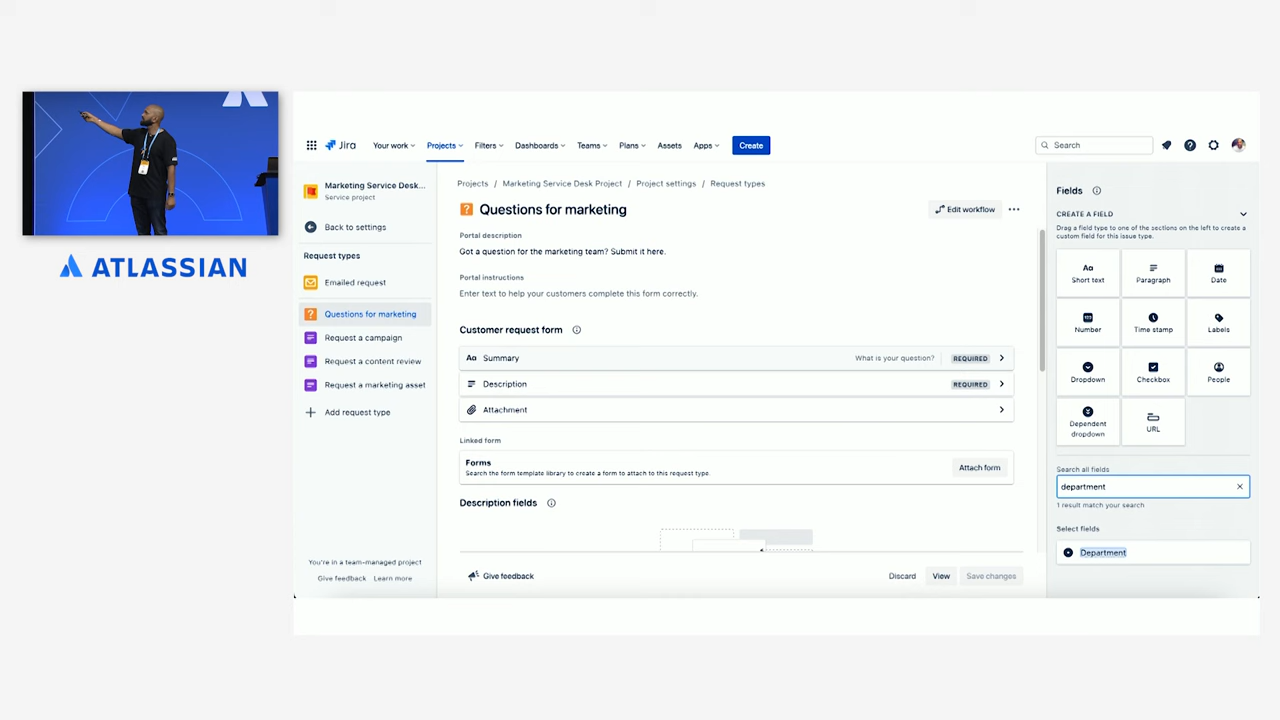 ATLASSIAN
Jira
Your work
Projects
Filters
Dashboards
Teams
Plans
Assets
Apps
Create
Search
Marketing Service Desk...
Service project
Back to settings
Request types
Emailed request
Questions for marketing
Request a campaign
Request a content review
Request a marketing asset
Add request type
You're in a team-managed project
Give feedback Learn more
Projects / Marketing Service Desk Project / Project settings / Request types
Questions for marketing
Edit workflow
Portal description
Got a question for the marketing team? Submit it here.
Portal instructions
Enter text to help your customers complete this form correctly.
Customer request form
Aa Summary What is your question? REQUIRED
Description REQUIRED
Attachment
Linked form
Forms
Search the form template library to create a form to attach to this request type.
Attach form
Description fields
Give feedback
Discard
View
Save changes
Fields
CREATE A FIELD
Drag a field type to one of the sections on the left to create a
custom field for this issue type.
Aa
Short text
Paragraph
Date
Number
Time stamp
Labels
Dropdown
Checkbox
People
Dependent
dropdown
URL
Search all fields
department
1 result match your search
Select fields
Department